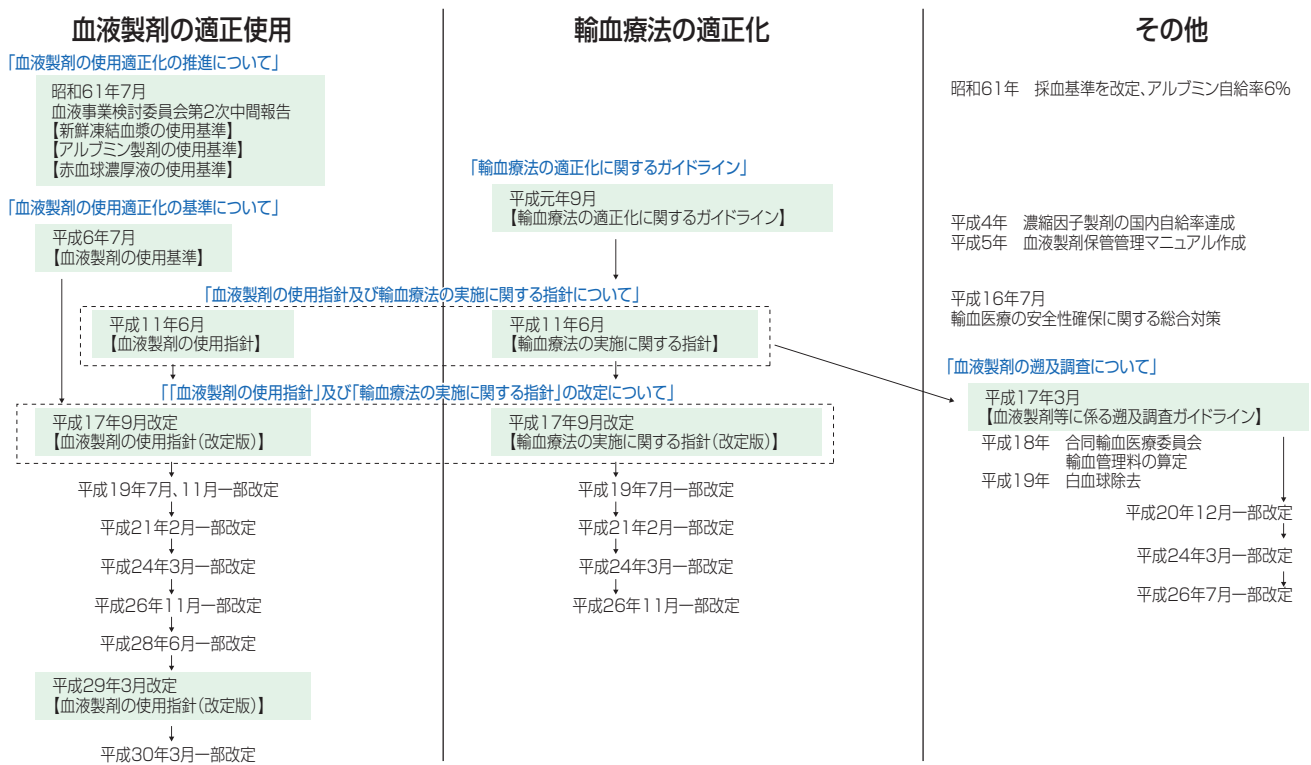 血液製剤の適正使用
「血液製剤の使用適正化の推進について」
昭和61年7月
血液事業検討委員会第2次中間報告
【新鮮凍結血漿の使用基準】
【アルブミン製剤の使用基準】
【赤血球濃厚液の使用基準】
「血液製剤の使用適正化の基準について」
平成6年7月
【血液製剤の使用基準】
輸血療法の適正化
「輸血療法の適正化に関するガイドライン」
平成元年9月
【輸血療法の適正化に関するガイドライン】
「血液製剤の使用指針及び輸血療法の実施に関する指針について」
平成11年6月
【血液製剤の使用指針】
平成11年6月
【輸血療法の実施に関する指針】
「「血液製剤の使用指針」及び「輸血療法の実施に関する指針」の改定について」
平成17年9月改定
【血液製剤の使用指針(改定版)】
平成19年7月、11月一部改定
平成21年2月一部改定
平成24年3月一部改定
平成26年11月一部改定
平成28年6月一部改定
平成29年3月改定
【血液製剤の使用指針(改定版)】
平成30年3月一部改定
平成17年9月改定
【輸血療法の実施に関する指針(改定版)】
平成19年7月一部改定
平成21年2月一部改定
平成24年3月一部改定
平成26年11月一部改定
その他
昭和61年 採血基準を改定、アルブミン自給率6%
平成4年 濃縮因子製剤の国内自給率達成
平成5年 血液製剤保管管理マニュアル作成
平成16年7月
輸血医療の安全性確保に関する総合対策
「血液製剤の遡及調査について」
平成17年3月
【血液製剤等に係る遡及調査ガイドライン】
平成18年 合同輸血医療委員会
輸血管理料の算定
平成19年 白血球除去
平成20年12月一部改定
平成24年3月一部改定
平成26年7月一部改定